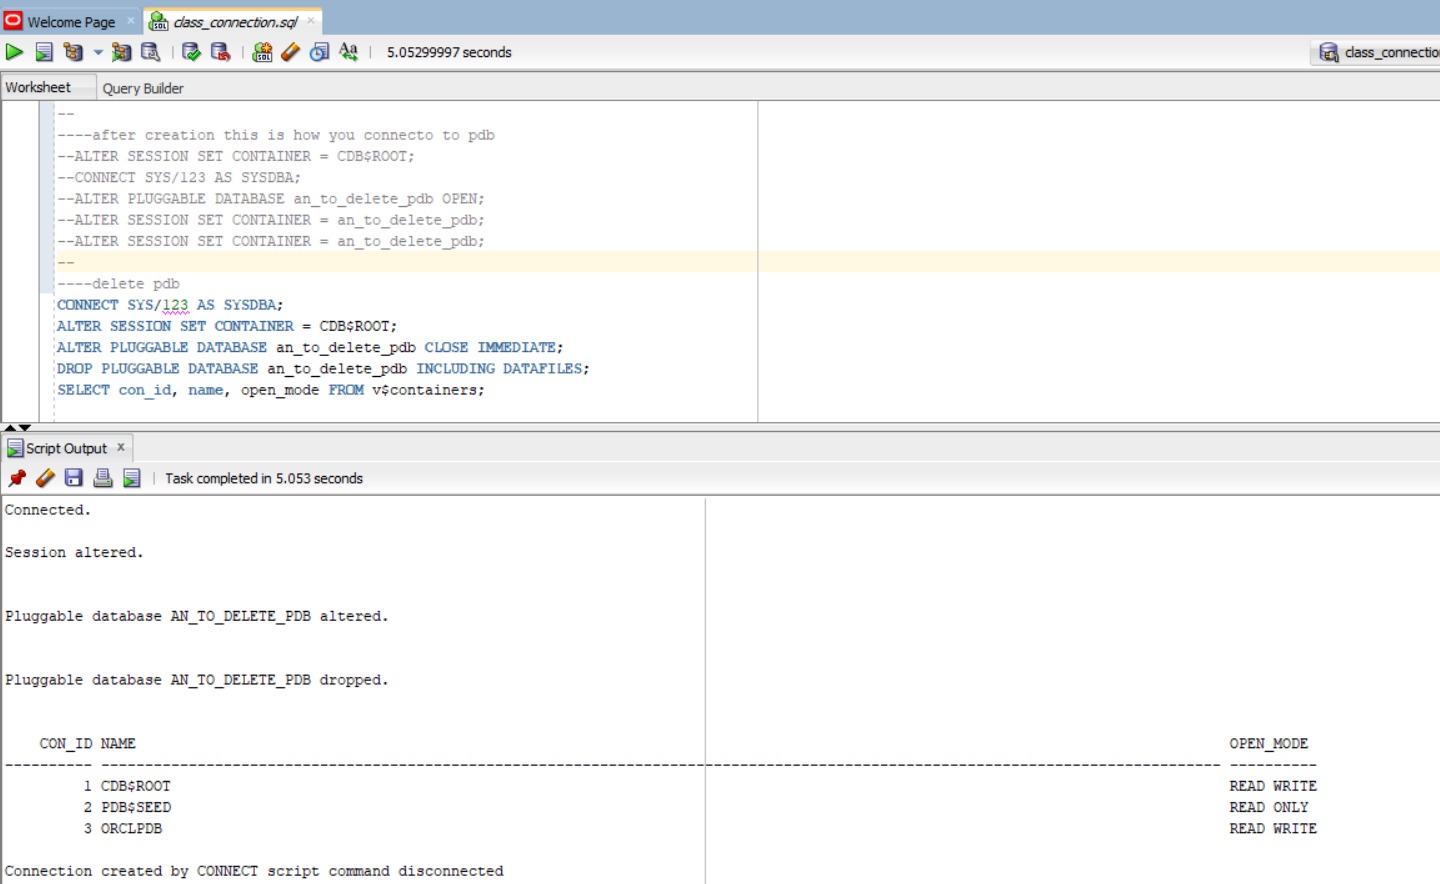 Welcome Page
class_connection.sql
5.05299997 seconds
class_connectio
Worksheet
Query Builder
--
----after creation this is how you connecto to pdb
--ALTER SESSION SET CONTAINER = CDB$ROOT;
--CONNECT SYS/123 AS SYSDBA;
--ALTER PLUGGABLE DATABASE an_to_delete_pdb OPEN;
--ALTER SESSION SET CONTAINER = an_to_delete_pdb;
--ALTER SESSION SET CONTAINER = an_to_delete_pdb;
--
----delete pdb
CONNECT SYS/123 AS SYSDBA;
ALTER SESSION SET CONTAINER = CDB$ROOT;
ALTER PLUGGABLE DATABASE an_to_delete_pdb CLOSE IMMEDIATE;
DROP PLUGGABLE DATABASE an_to_delete_pdb INCLUDING DATAFILES;
SELECT con_id, name, open_mode FROM v$containers;
Script Output x
Task completed in 5.053 seconds
Connected.
Session altered.
Pluggable database AN_TO_DELETE_PDB altered.
Pluggable database AN_TO_DELETE_PDB dropped.
CON_ID NAME OPEN_MODE
1 CDB$ROOT READ WRITE
2 PDB$SEED READ ONLY
3 ORCLPDB READ WRITE
Connection created by CONNECT script command disconnected